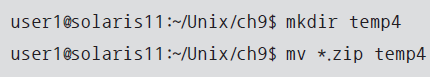 user1@solaris11:~/Unix/ch9$ mkdir temp4
user1@solaris11:~/Unix/ch9$ mv *.zip temp4